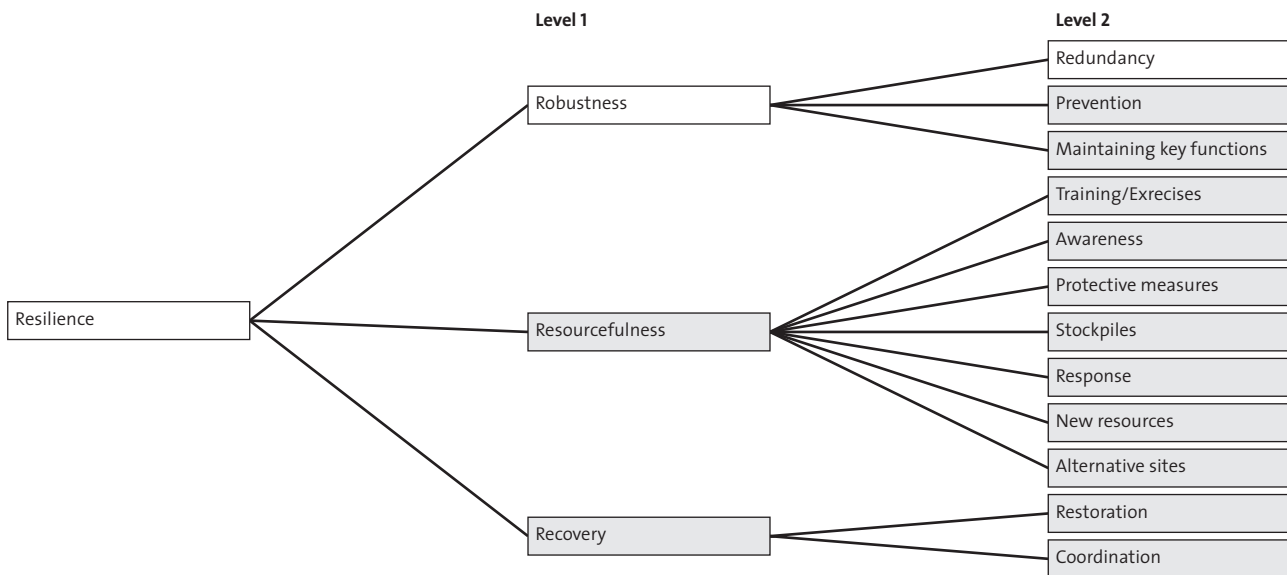 Level 1
Level 2
Redundancy
Robustness
Prevention
Maintaining key functions
Training/Exrecises
Awareness
Protective measures
Resilience
Resourcefulness
Stockpiles
Response
New resources
Alternative sites
Restoration
Recovery
Coordination